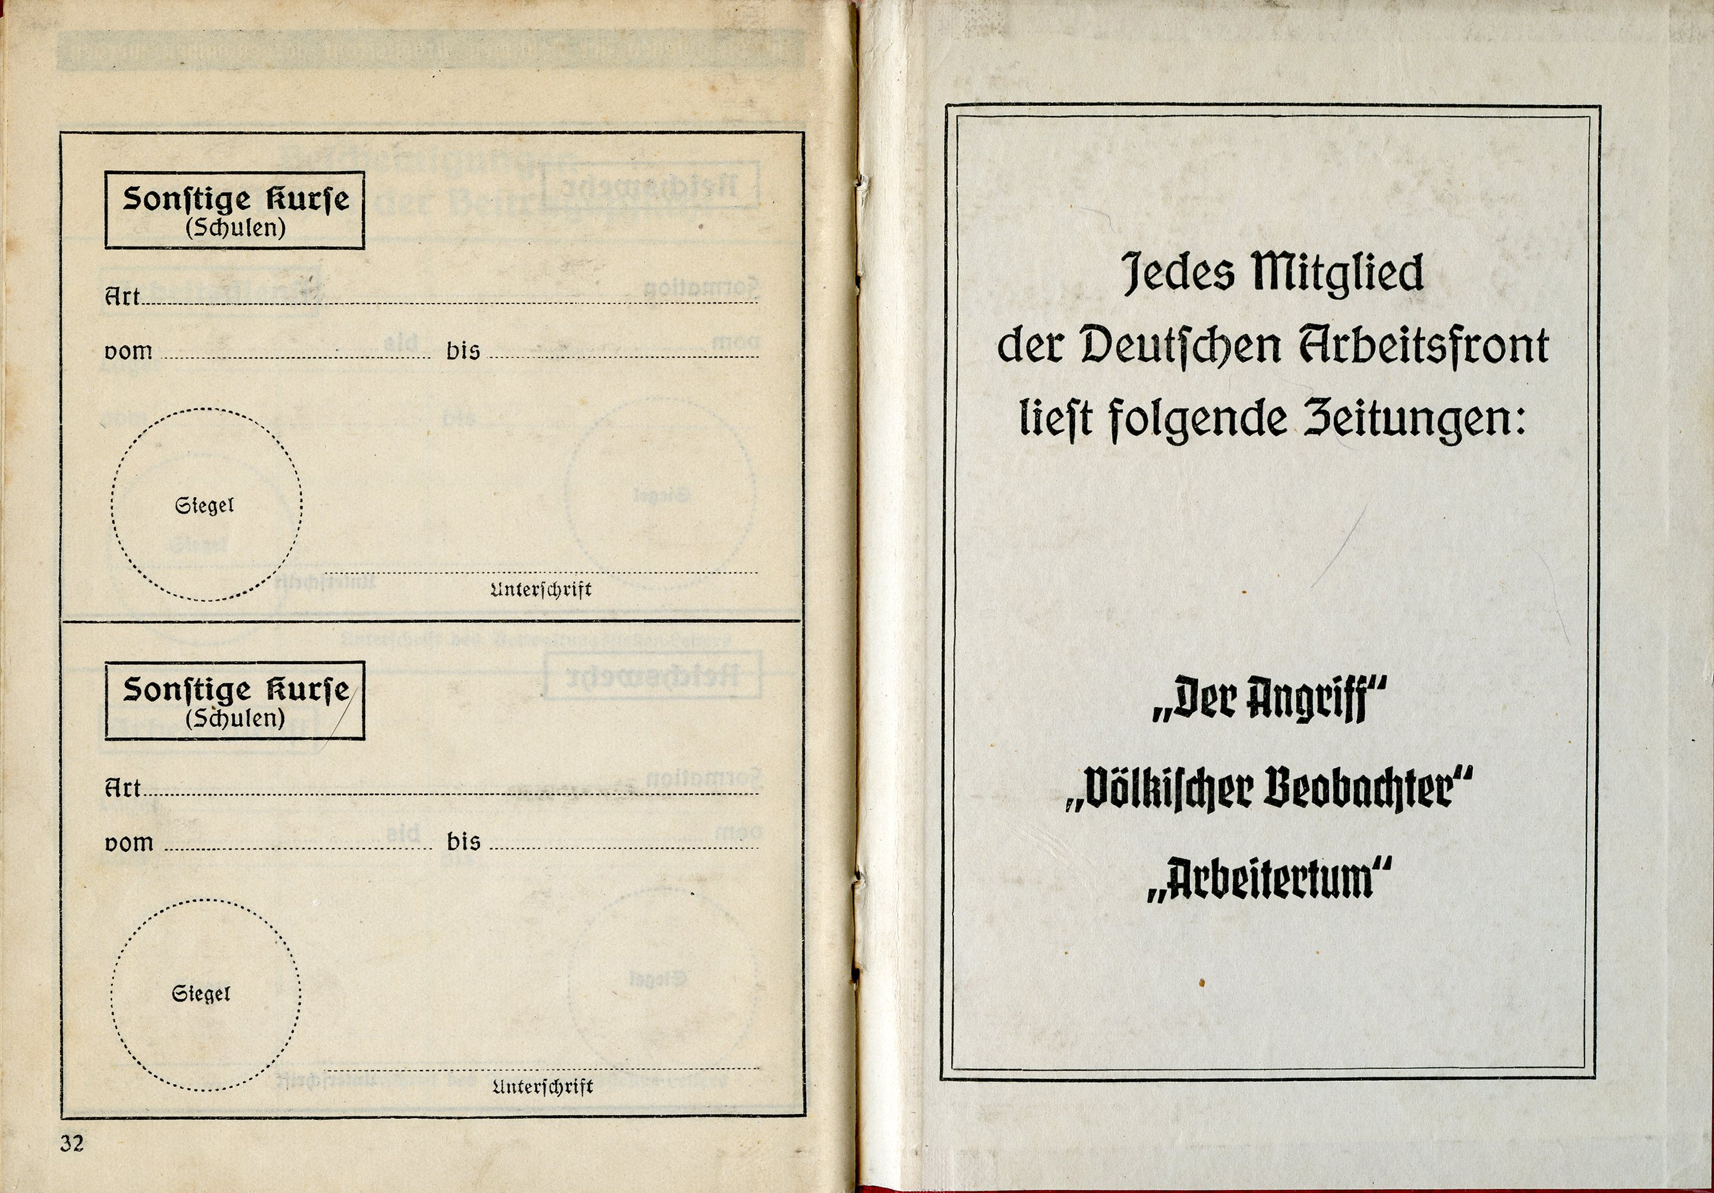 Sonſtige Kurſe
(Schulen)
Art
vom bis
Siegel
Unterſchrift
Sonſtige Kurſe
(Schulen)
Art
vom bis
Siegel
Unterſchrift
32
Jedes Mitglied
der Deutſchen Arbeitsfront
lieſt folgende Zeitungen:
„Der Angriff“
„Völkiſcher Beobachter“
„Arbeitertum“